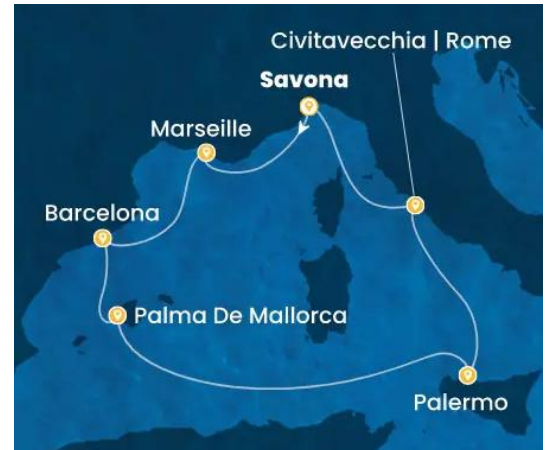 Civitavecchia | Rome
Savona
Marseille
Barcelona
Palma De Mallorca
Palermo